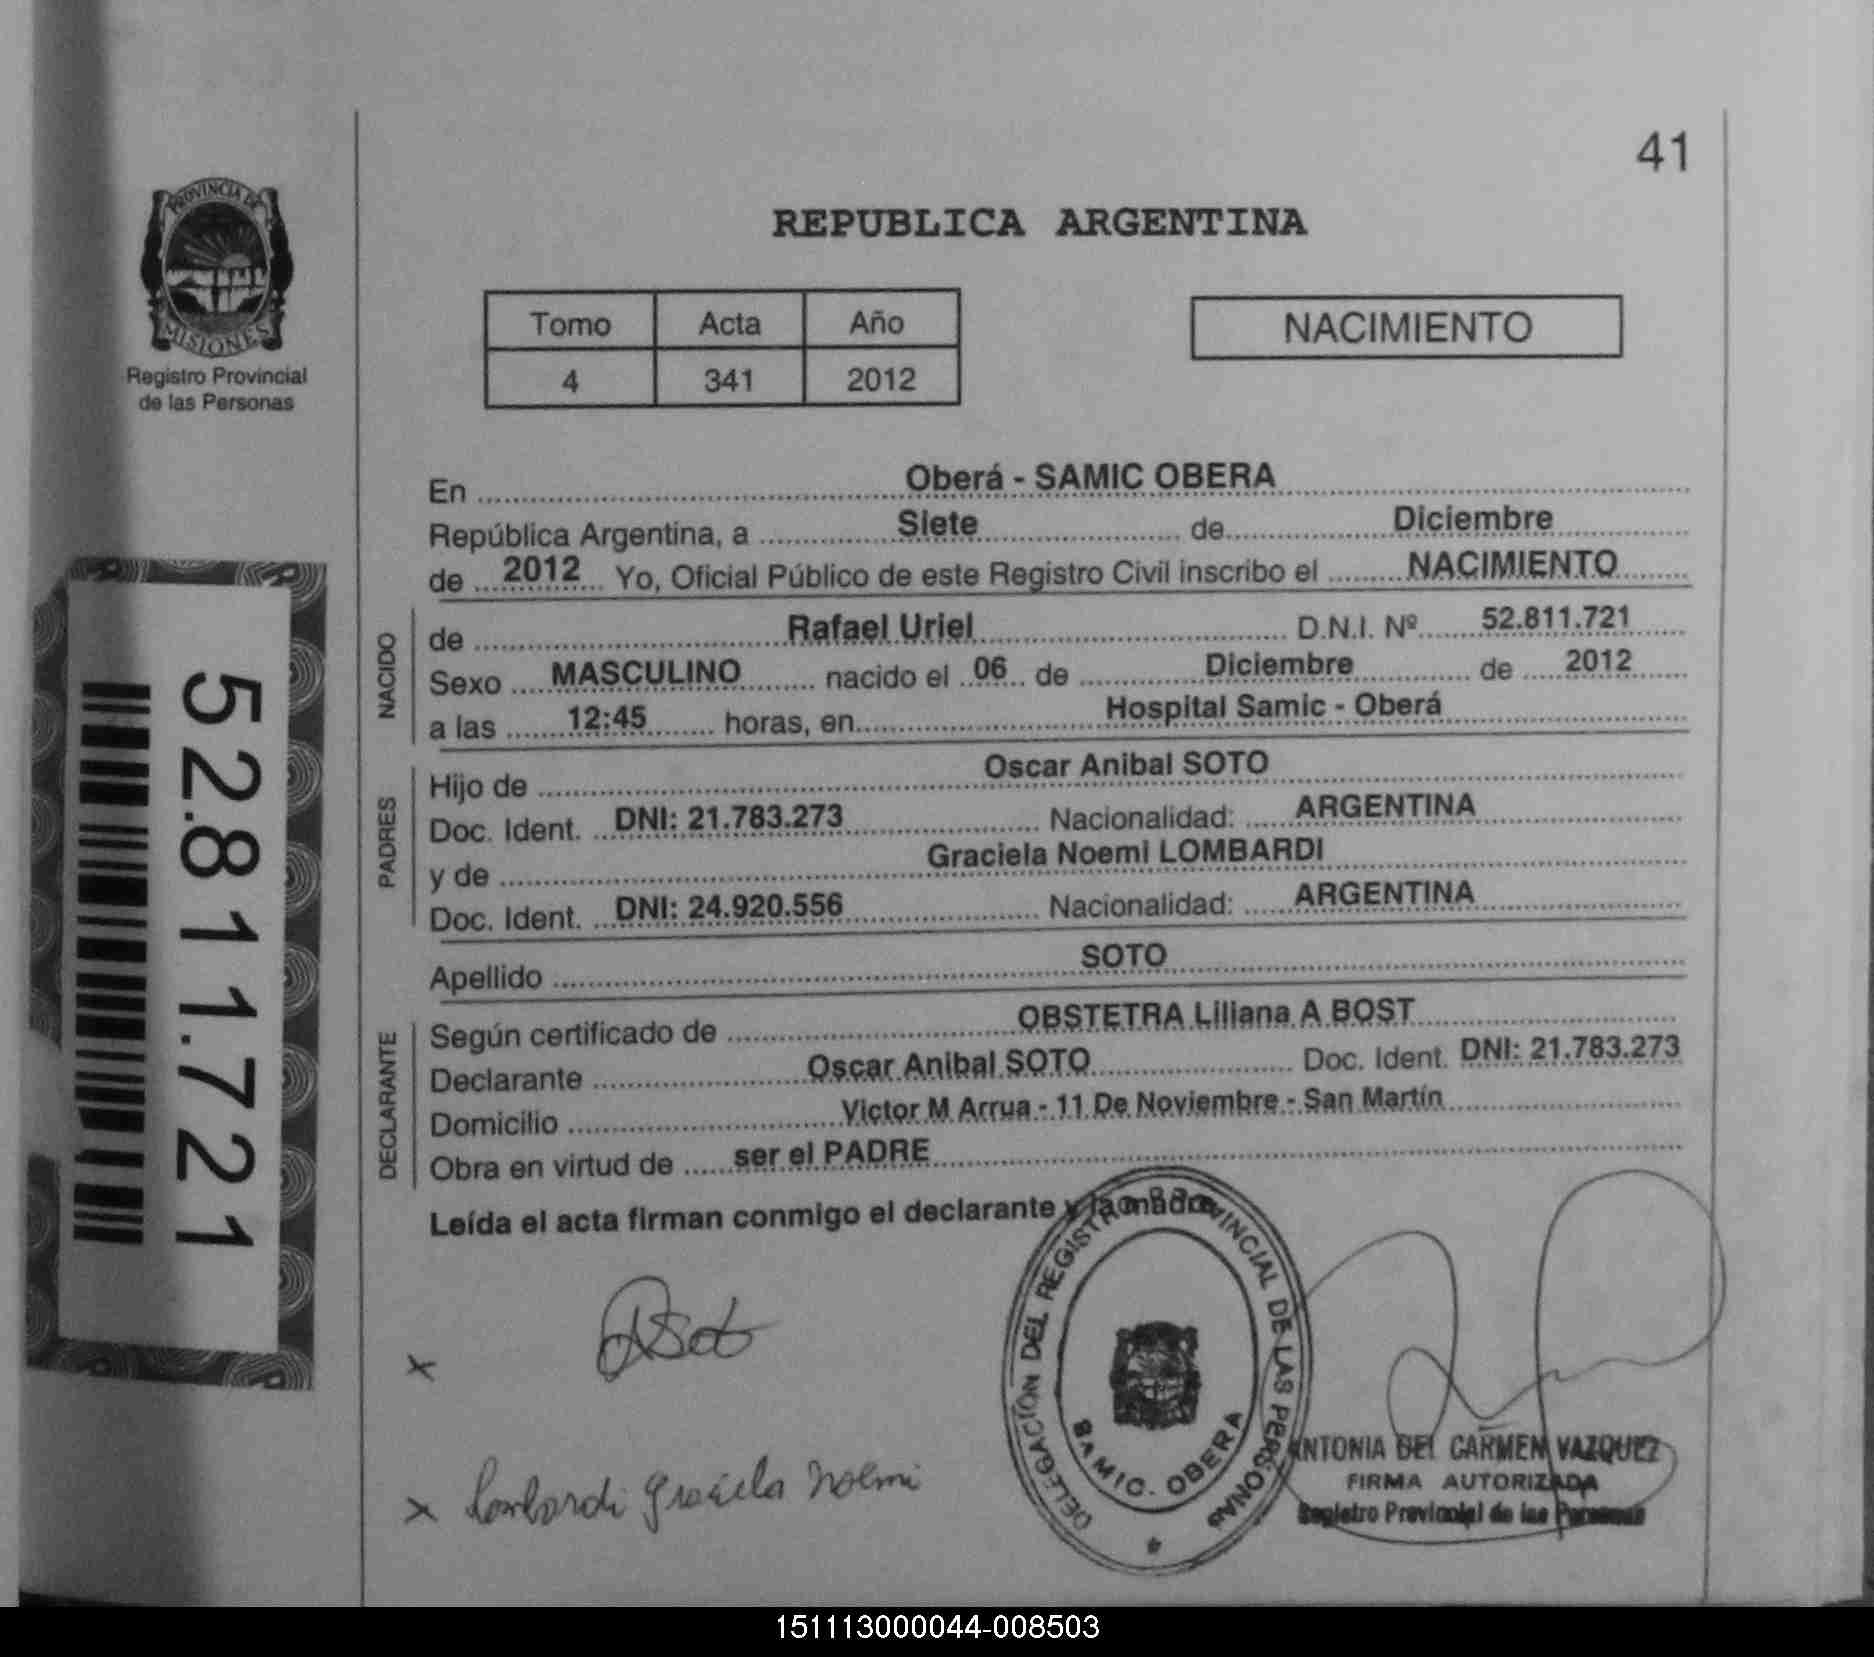 41
PROVINCIA DE
MISIONES
Registro Provincial
de las Personas
REPUBLICA ARGENTINA
Tomo Acta Año
4 341 2012
NACIMIENTO
En Oberá - SAMIC OBERA
República Argentina, a Siete de Diciembre
de 2012 Yo, Oficial Público de este Registro Civil inscribo el NACIMIENTO
NACIDO
de Rafael Uriel D.N.I. Nº 52.811.721
Sexo MASCULINO nacido el 06 de Diciembre de 2012
a las 12:45 horas, en Hospital Samic - Oberá
PADRES
Hijo de Oscar Anibal SOTO
Doc. Ident. DNI: 21.783.273 Nacionalidad: ARGENTINA
y de Graciela Noemi LOMBARDI
Doc. Ident. DNI: 24.920.556 Nacionalidad: ARGENTINA
Apellido SOTO
DECLARANTE
Según certificado de OBSTETRA Liliana A BOST
Declarante Oscar Anibal SOTO Doc. Ident. DNI: 21.783.273
Domicilio Victor M Arrua - 11 De Noviembre - San Martín
Obra en virtud de ser el PADRE
Leída el acta firman conmigo el declarante y la madre
52.811.721
x Soto
x Lombardi Graciela Noemi
DELEGACION DEL REGISTRO PROVINCIAL DE LAS PERSONAS
SAMIC. OBERA
ANTONIA DEL CARMEN VAZQUEZ
FIRMA AUTORIZADA
Registro Provincial de las Personas
151113000044-008503